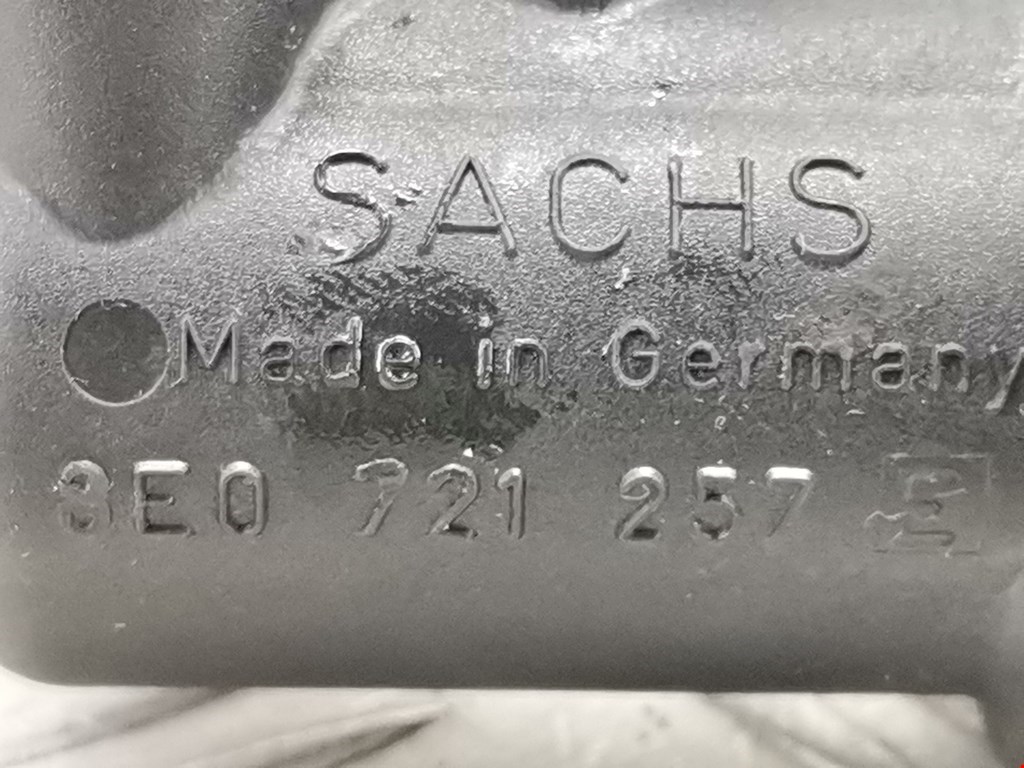 SACHS
Made in Germany
8E0 721 257